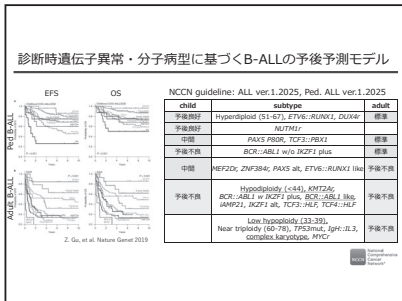 診断時遺伝子異常・分子病型に基づくB-ALLの予後予測モデル
EFS
OS
Ped B-ALL
Adult B-ALL
Z. Gu, et al. Nature Genet 2019
NCCN guideline: ALL ver.1.2025, Ped. ALL ver.1.2025
child subtype adult
予後良好 Hyperdiploid (51-67), ETV6::RUNX1, DUX4r 標準
予後良好 NUTM1r
中間 PAX5 P80R, TCF3::PBX1 標準
BCR::ABL1 w/o IKZF1 plus 標準
中間 MEF2Dr, ZNF384r, PAX5 alt, ETV6::RUNX1 like 予後不良
予後不良 Hypodiploidy (<44), KMT2Ar, 予後不良
BCR::ABL1 w IKZF1 plus, BCR::ABL1 like,
iAMP21, IKZF1 alt, TCF3::HLF, TCF4::HLF
Low hypoploidy (33-39), 予後不良
Near triploidy (60-78), TP53mut, IgH::IL3,
complex karyotype, MYCr
NCCN
National
Comprehensive
Cancer
Network®